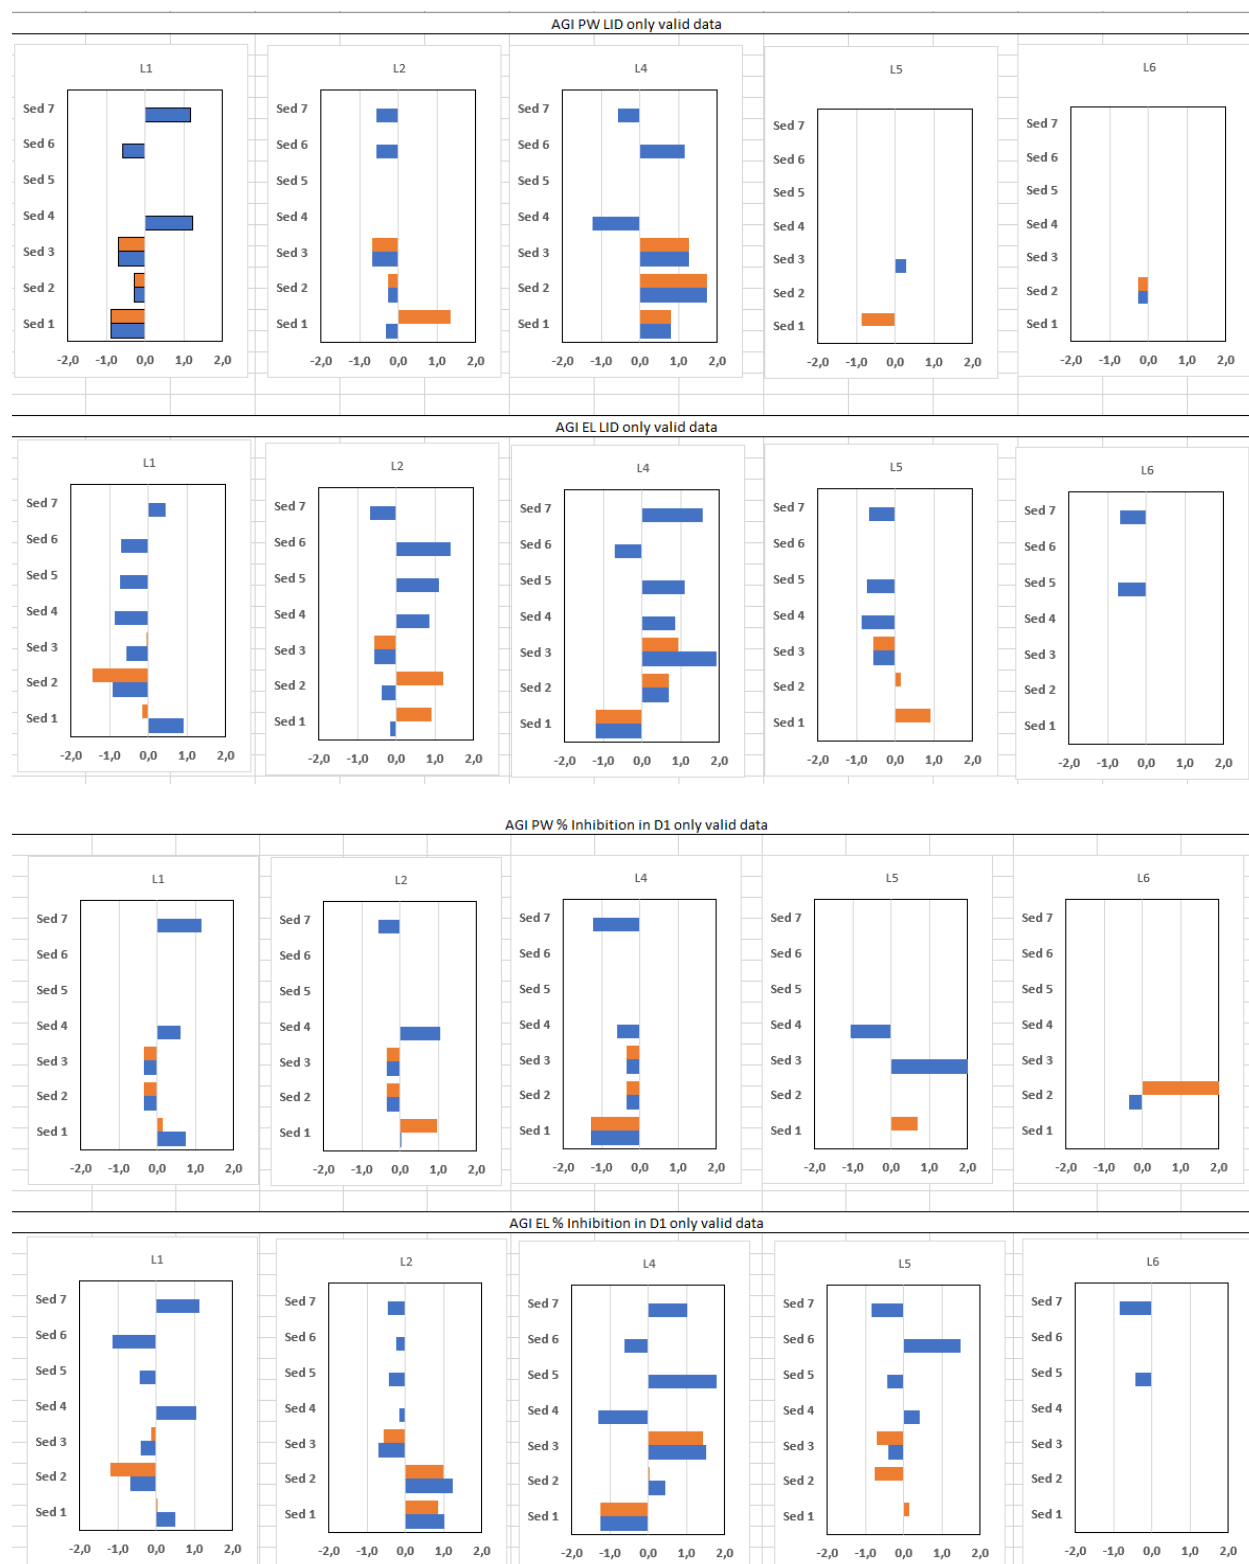 AGI PW LID only valid data
L1
Sed 7
Sed 6
Sed 5
Sed 4
Sed 3
Sed 2
Sed 1
-2,0 -1,0 0,0 1,0 2,0
L2
Sed 7
Sed 6
Sed 5
Sed 4
Sed 3
Sed 2
Sed 1
-2,0 -1,0 0,0 1,0 2,0
L4
Sed 7
Sed 6
Sed 5
Sed 4
Sed 3
Sed 2
Sed 1
-2,0 -1,0 0,0 1,0 2,0
L5
Sed 7
Sed 6
Sed 5
Sed 4
Sed 3
Sed 2
Sed 1
-2,0 -1,0 0,0 1,0 2,0
L6
Sed 7
Sed 6
Sed 5
Sed 4
Sed 3
Sed 2
Sed 1
-2,0 -1,0 0,0 1,0 2,0
AGI EL LID only valid data
L1
Sed 7
Sed 6
Sed 5
Sed 4
Sed 3
Sed 2
Sed 1
-2,0 -1,0 0,0 1,0 2,0
L2
Sed 7
Sed 6
Sed 5
Sed 4
Sed 3
Sed 2
Sed 1
-2,0 -1,0 0,0 1,0 2,0
L4
Sed 7
Sed 6
Sed 5
Sed 4
Sed 3
Sed 2
Sed 1
-2,0 -1,0 0,0 1,0 2,0
L5
Sed 7
Sed 6
Sed 5
Sed 4
Sed 3
Sed 2
Sed 1
-2,0 -1,0 0,0 1,0 2,0
L6
Sed 7
Sed 6
Sed 5
Sed 4
Sed 3
Sed 2
Sed 1
-2,0 -1,0 0,0 1,0 2,0
AGI PW % Inhibition in D1 only valid data
L1
Sed 7
Sed 6
Sed 5
Sed 4
Sed 3
Sed 2
Sed 1
-2,0 -1,0 0,0 1,0 2,0
L2
Sed 7
Sed 6
Sed 5
Sed 4
Sed 3
Sed 2
Sed 1
-2,0 -1,0 0,0 1,0 2,0
L4
Sed 7
Sed 6
Sed 5
Sed 4
Sed 3
Sed 2
Sed 1
-2,0 -1,0 0,0 1,0 2,0
L5
Sed 7
Sed 6
Sed 5
Sed 4
Sed 3
Sed 2
Sed 1
-2,0 -1,0 0,0 1,0 2,0
L6
Sed 7
Sed 6
Sed 5
Sed 4
Sed 3
Sed 2
Sed 1
-2,0 -1,0 0,0 1,0 2,0
AGI EL % Inhibition in D1 only valid data
L1
Sed 7
Sed 6
Sed 5
Sed 4
Sed 3
Sed 2
Sed 1
-2,0 -1,0 0,0 1,0 2,0
L2
Sed 7
Sed 6
Sed 5
Sed 4
Sed 3
Sed 2
Sed 1
-2,0 -1,0 0,0 1,0 2,0
L4
Sed 7
Sed 6
Sed 5
Sed 4
Sed 3
Sed 2
Sed 1
-2,0 -1,0 0,0 1,0 2,0
L5
Sed 7
Sed 6
Sed 5
Sed 4
Sed 3
Sed 2
Sed 1
-2,0 -1,0 0,0 1,0 2,0
L6
Sed 7
Sed 6
Sed 5
Sed 4
Sed 3
Sed 2
Sed 1
-2,0 -1,0 0,0 1,0 2,0